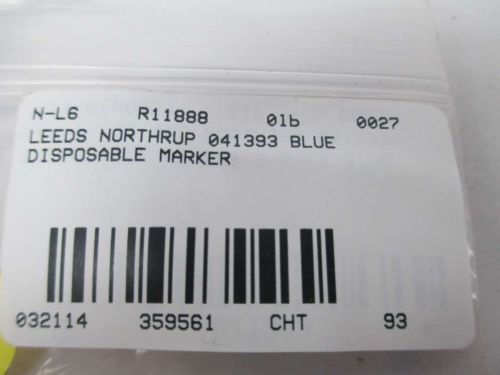 N-L6 R11888 01b 0027
LEEDS NORTHRUP 041393 BLUE
DISPOSABLE MARKER
032114 359561 CHT 93